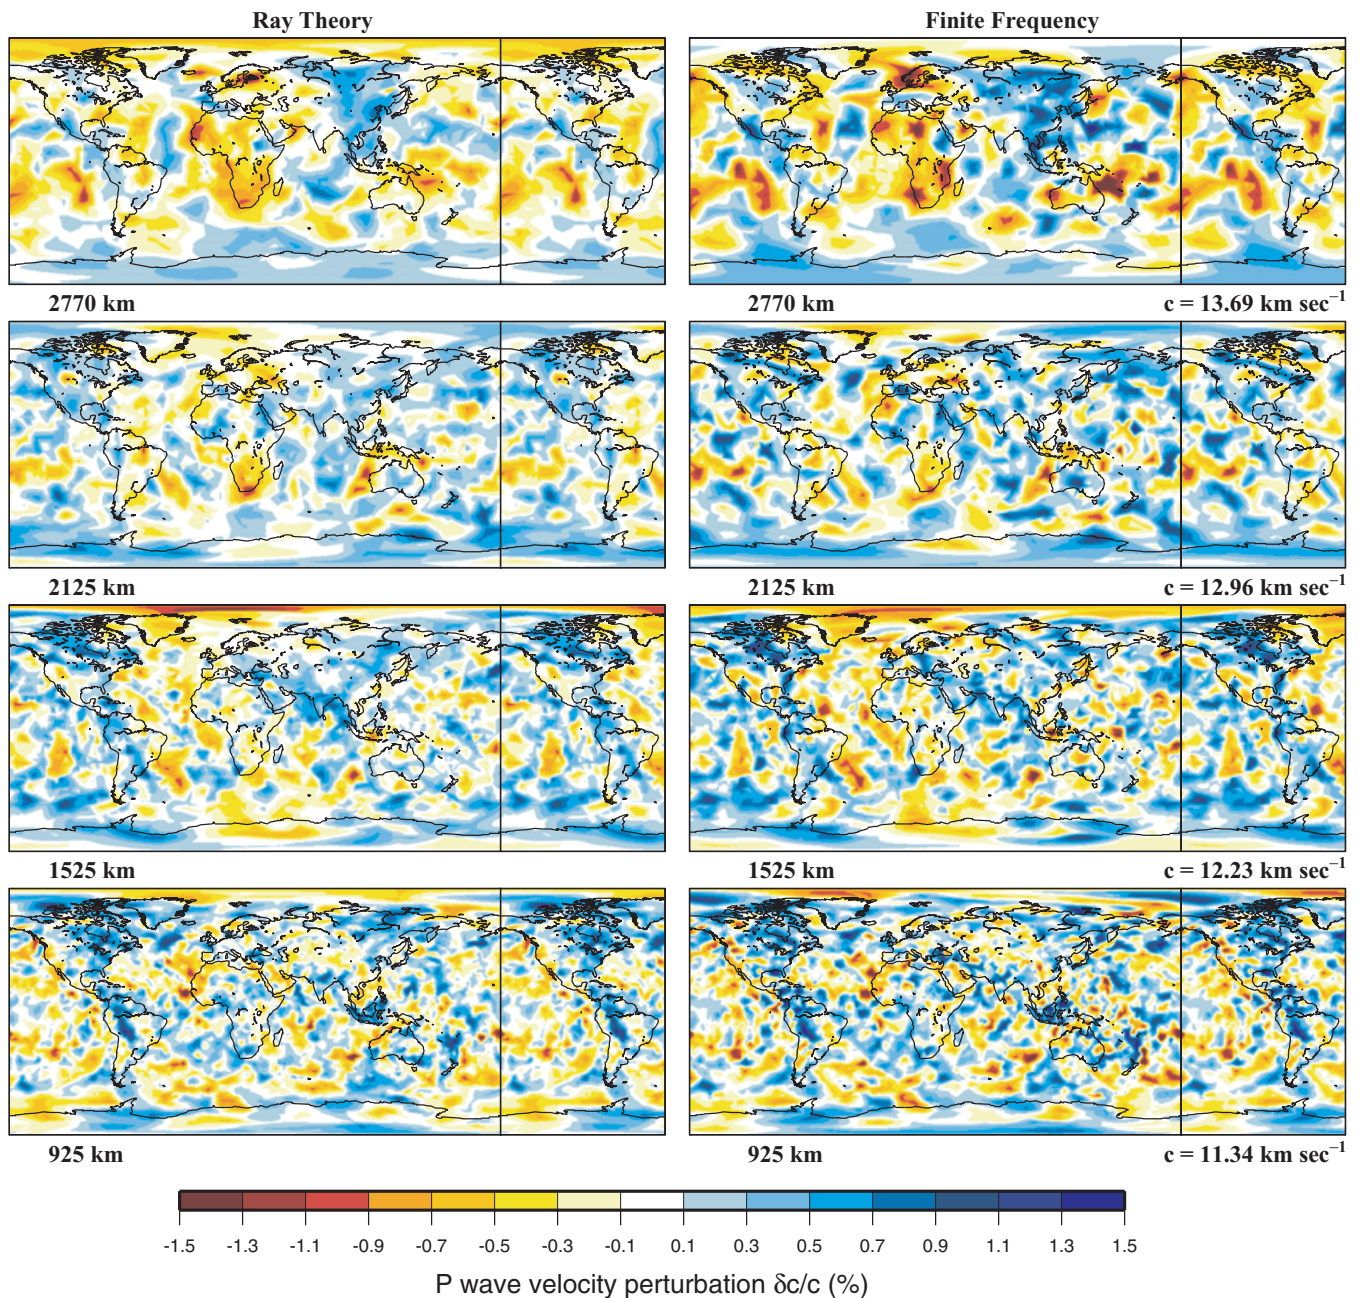 Ray Theory
Finite Frequency
2770 km
2770 km
c = 13.69 km sec⁻¹
2125 km
2125 km
c = 12.96 km sec⁻¹
1525 km
1525 km
c = 12.23 km sec⁻¹
925 km
925 km
c = 11.34 km sec⁻¹
-1.5 -1.3 -1.1 -0.9 -0.7 -0.5 -0.3 -0.1 0.1 0.3 0.5 0.7 0.9 1.1 1.3 1.5
P wave velocity perturbation δc/c (%)